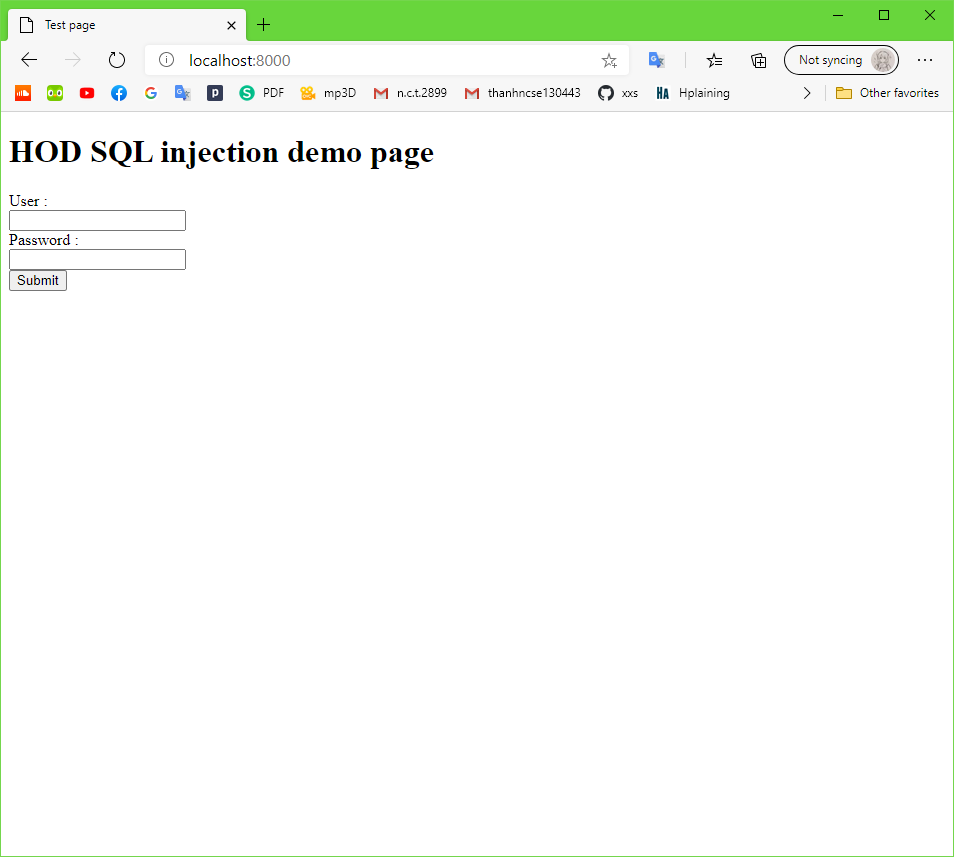 Test page
localhost:8000
Not syncing
PDF mp3D n.c.t.2899 thanhncse130443 xxs HA Hplaining Other favorites
HOD SQL injection demo page
User :
Password :
Submit